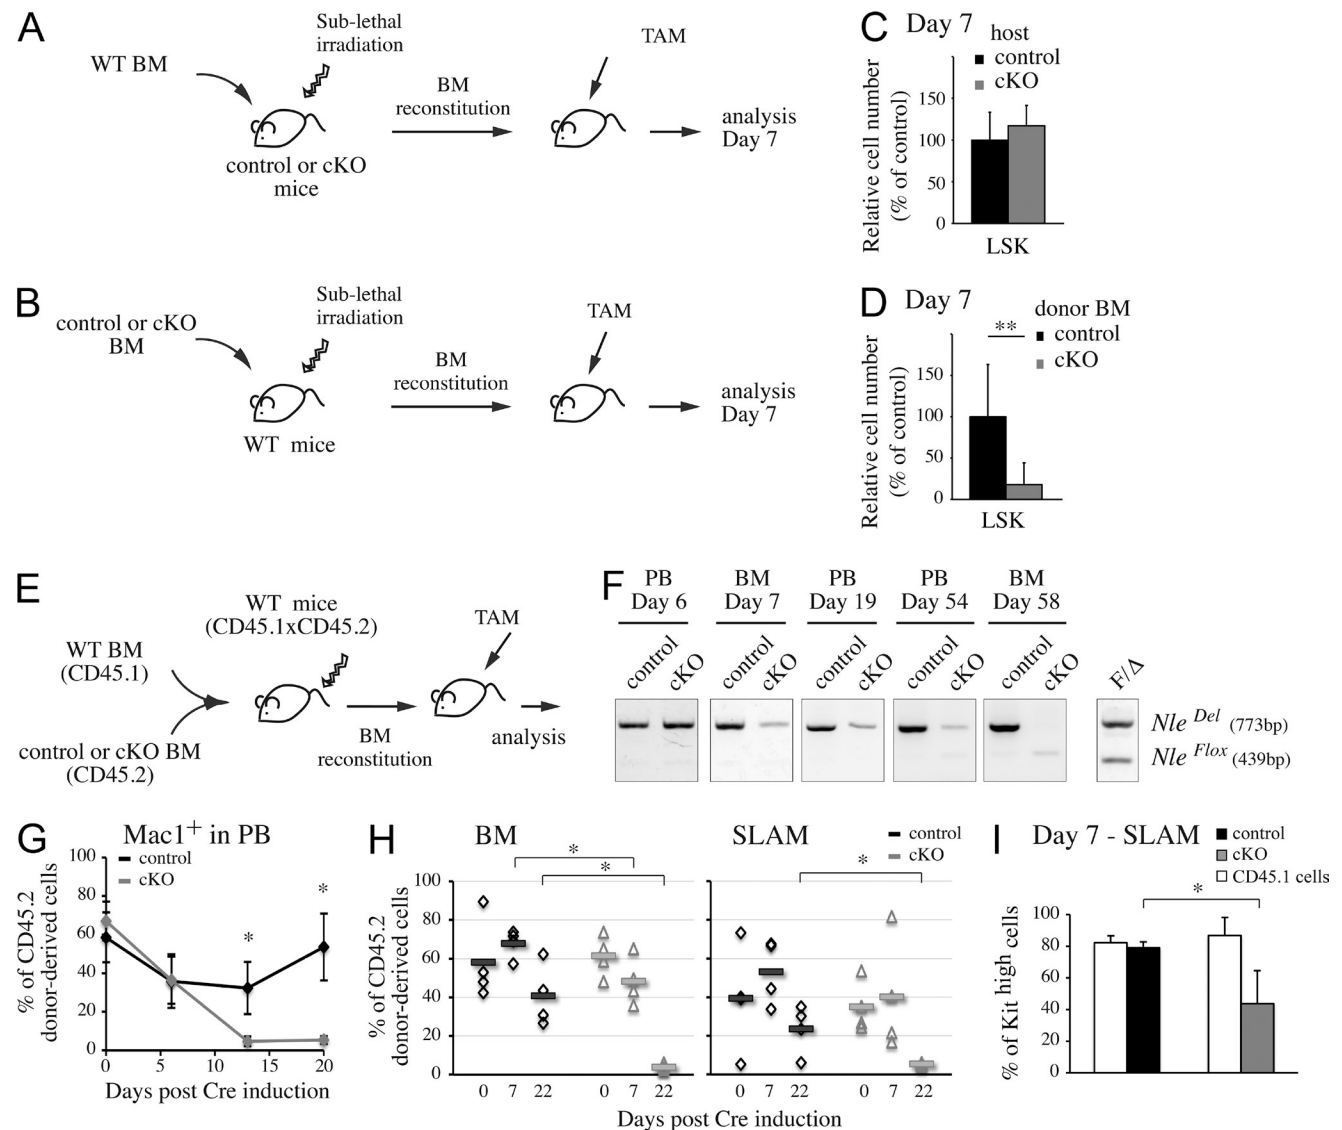 A
WT BM
Sub-lethal
irradiation
control or cKO
mice
BM
reconstitution
TAM
analysis
Day 7
C Day 7
host
control
cKO
Relative cell number
(% of control)
150
100
50
0
LSK
B
control or cKO
BM
Sub-lethal
irradiation
WT mice
BM
reconstitution
TAM
analysis
Day 7
D Day 7
donor BM
control
cKO
**
Relative cell number
(% of control)
150
100
50
0
LSK
E
WT BM
(CD45.1)
control or cKO BM
(CD45.2)
WT mice
(CD45.1xCD45.2)
BM
reconstitution
TAM
analysis
F
PB
Day 6
BM
Day 7
PB
Day 19
PB
Day 54
BM
Day 58
control cKO control cKO control cKO control cKO control cKO F/Δ
Nle Del (773bp)
Nle Flox (439bp)
G Mac1+ in PB
control
cKO
% of CD45.2
donor-derived cells
100
80
60
40
20
0
* *
0 5 10 15 20
Days post Cre induction
H BM SLAM
control
cKO
* * *
% of CD45.2
donor-derived cells
100
80
60
40
20
0
0 7 22 0 7 22 0 7 22 0 7 22
Days post Cre induction
I Day 7 - SLAM
control
cKO
CD45.1 cells
*
% of Kit high cells
100
80
60
40
20
0